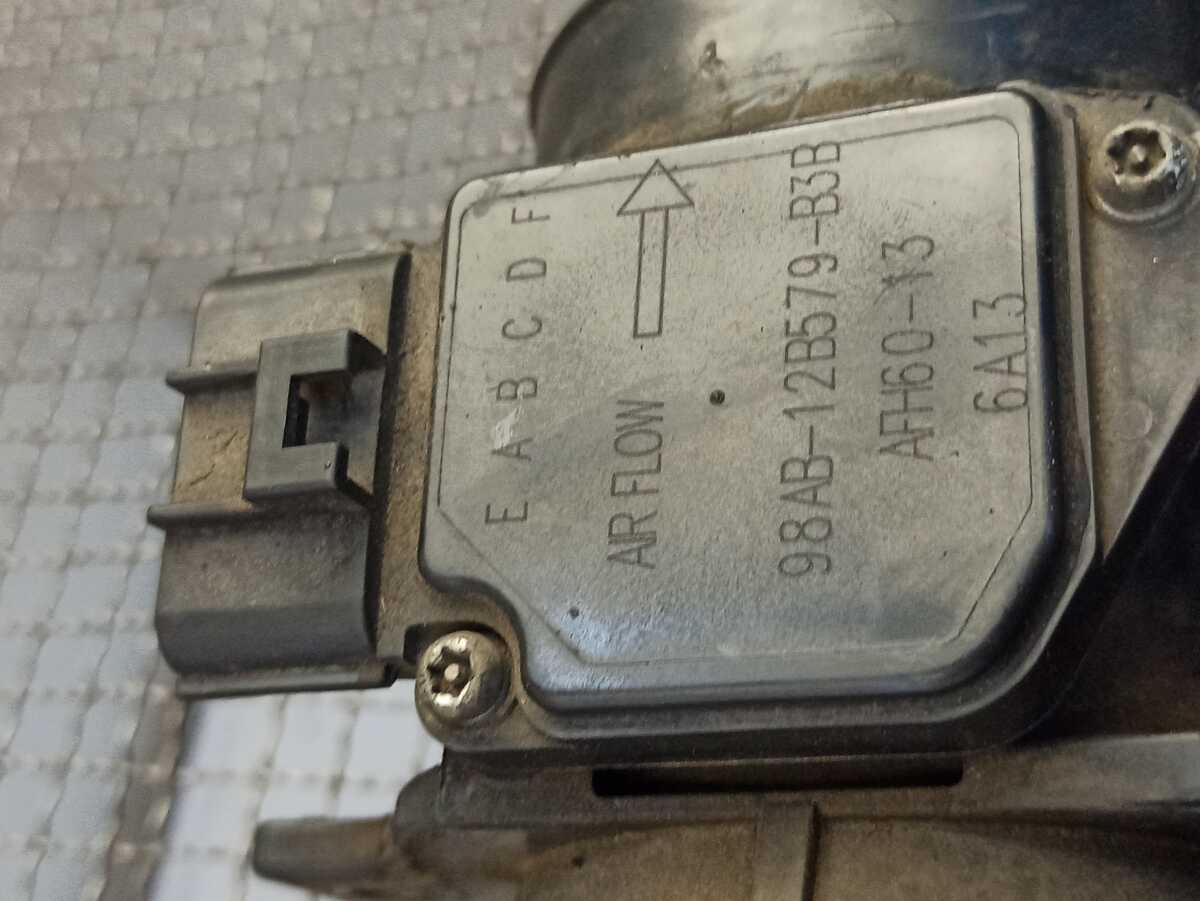 E A B C D F
AIR FLOW
98AB-12B579-B3B
AFH60-13
6A13